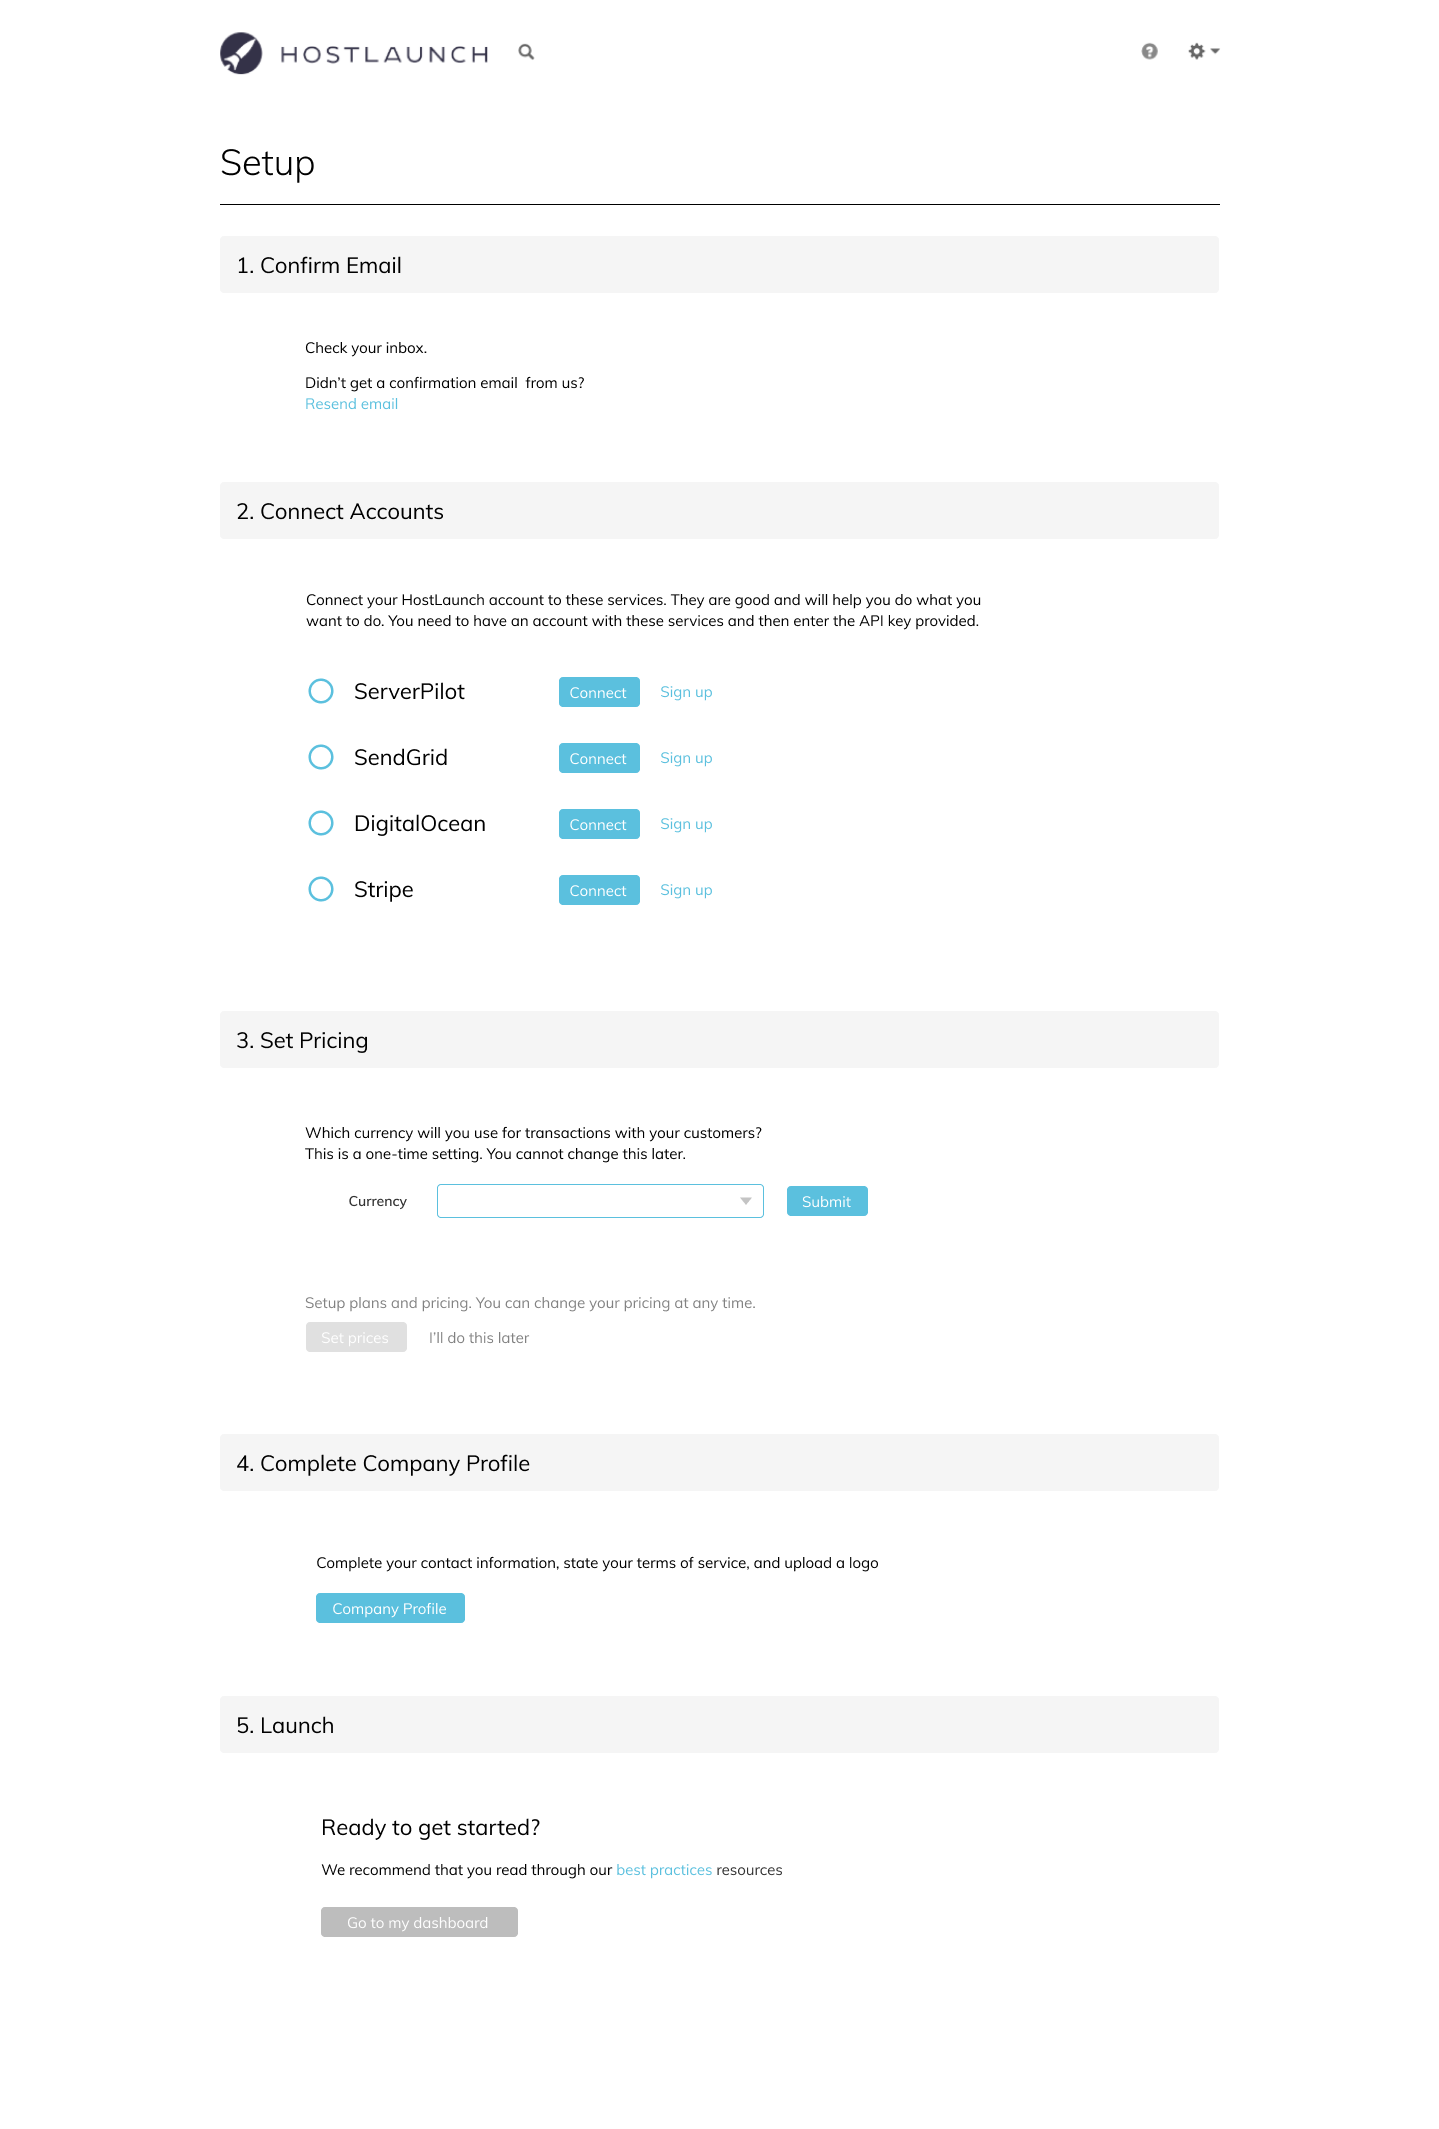 HOSTLAUNCH
Setup
1. Confirm Email
Check your inbox.
Didn't get a confirmation email  from us?
Resend email
2. Connect Accounts
Connect your HostLaunch account to these services. They are good and will help you do what you
want to do. You need to have an account with these services and then enter the API key provided.
ServerPilot Connect Sign up
SendGrid Connect Sign up
DigitalOcean Connect Sign up
Stripe Connect Sign up
3. Set Pricing
Which currency will you use for transactions with your customers?
This is a one-time setting. You cannot change this later.
Currency Submit
Setup plans and pricing. You can change your pricing at any time.
Set prices I'll do this later
4. Complete Company Profile
Complete your contact information, state your terms of service, and upload a logo
Company Profile
5. Launch
Ready to get started?
We recommend that you read through our best practices resources
Go to my dashboard